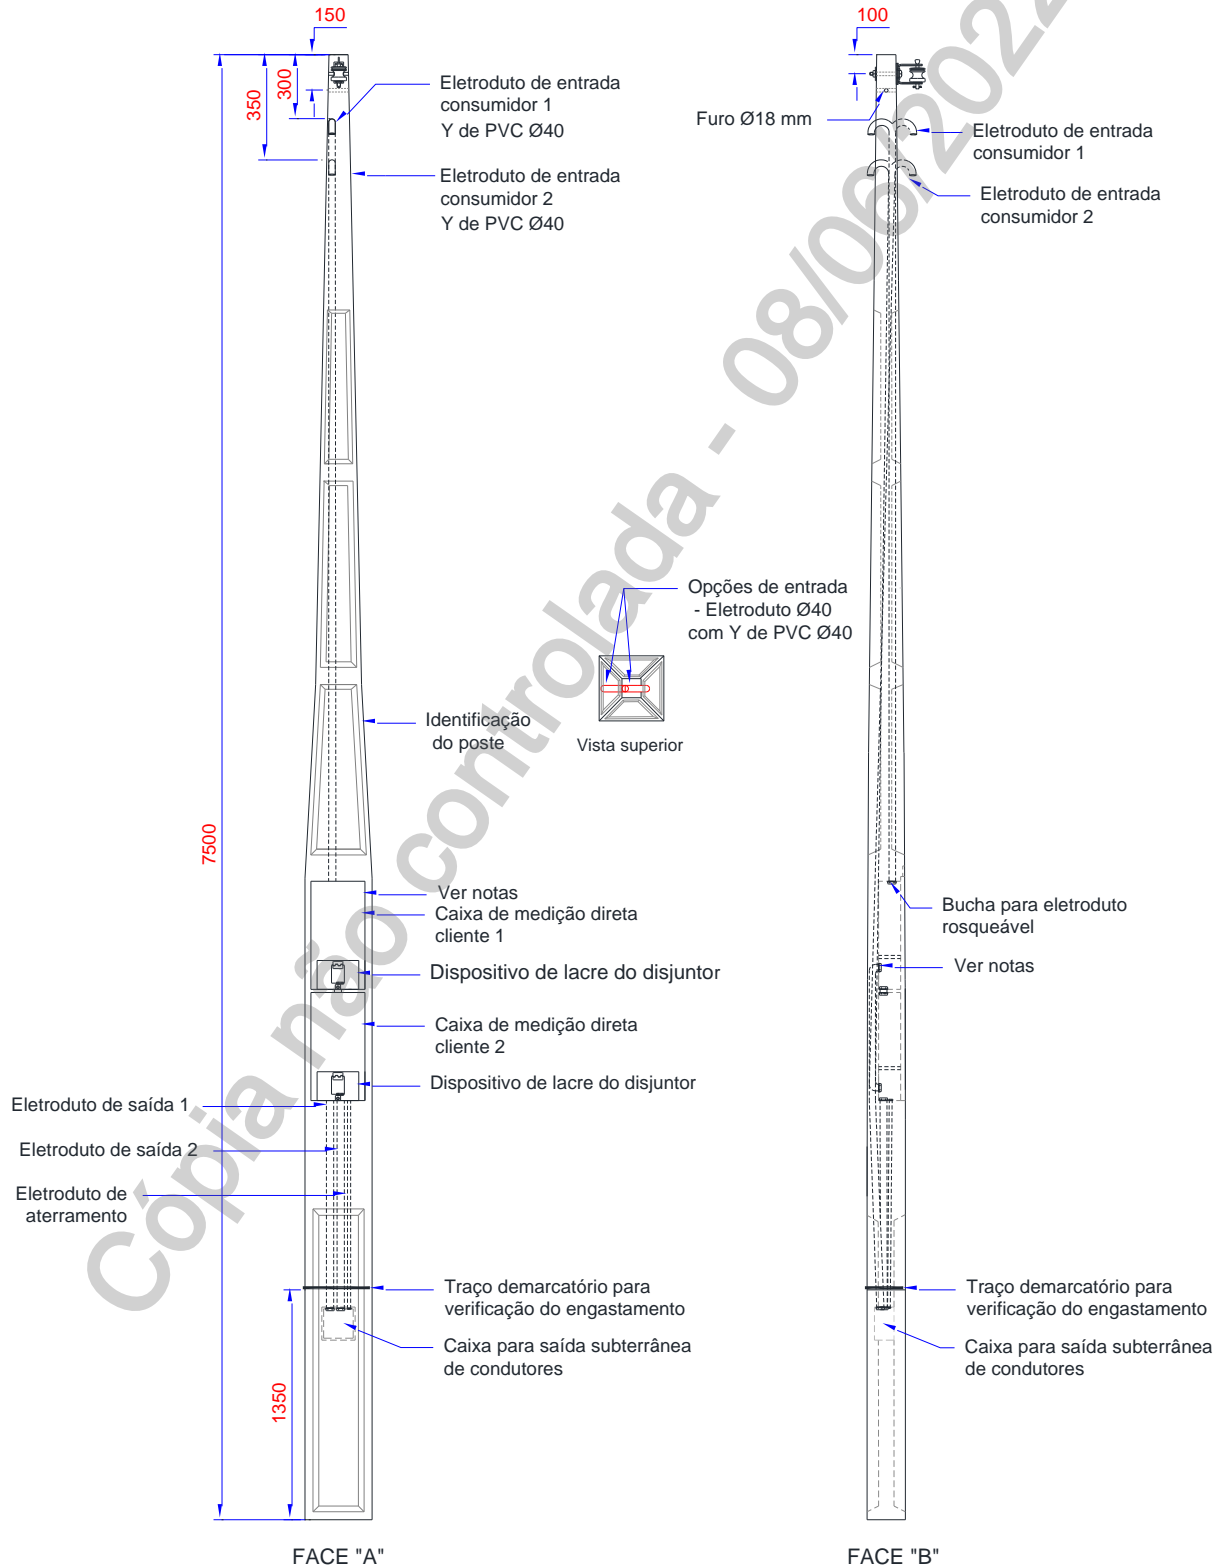 150
100
300
350
Eletroduto de entrada
consumidor 1
Y de PVC Ø40
Eletroduto de entrada
consumidor 2
Y de PVC Ø40
Furo Ø18 mm
Eletroduto de entrada
consumidor 1
Eletroduto de entrada
consumidor 2
Opções de entrada
- Eletroduto Ø40
com Y de PVC Ø40
Vista superior
Identificação
do poste
7500
Ver notas
Caixa de medição direta
cliente 1
Dispositivo de lacre do disjuntor
Caixa de medição direta
cliente 2
Dispositivo de lacre do disjuntor
Bucha para eletroduto
rosqueável
Ver notas
Eletroduto de saída 1
Eletroduto de saída 2
Eletroduto de
aterramento
Traço demarcatório para
verificação do engastamento
Caixa para saída subterrânea
de condutores
Traço demarcatório para
verificação do engastamento
Caixa para saída subterrânea
de condutores
1350
FACE "A"
FACE "B"
Cópia não controlada - 08/06/2022